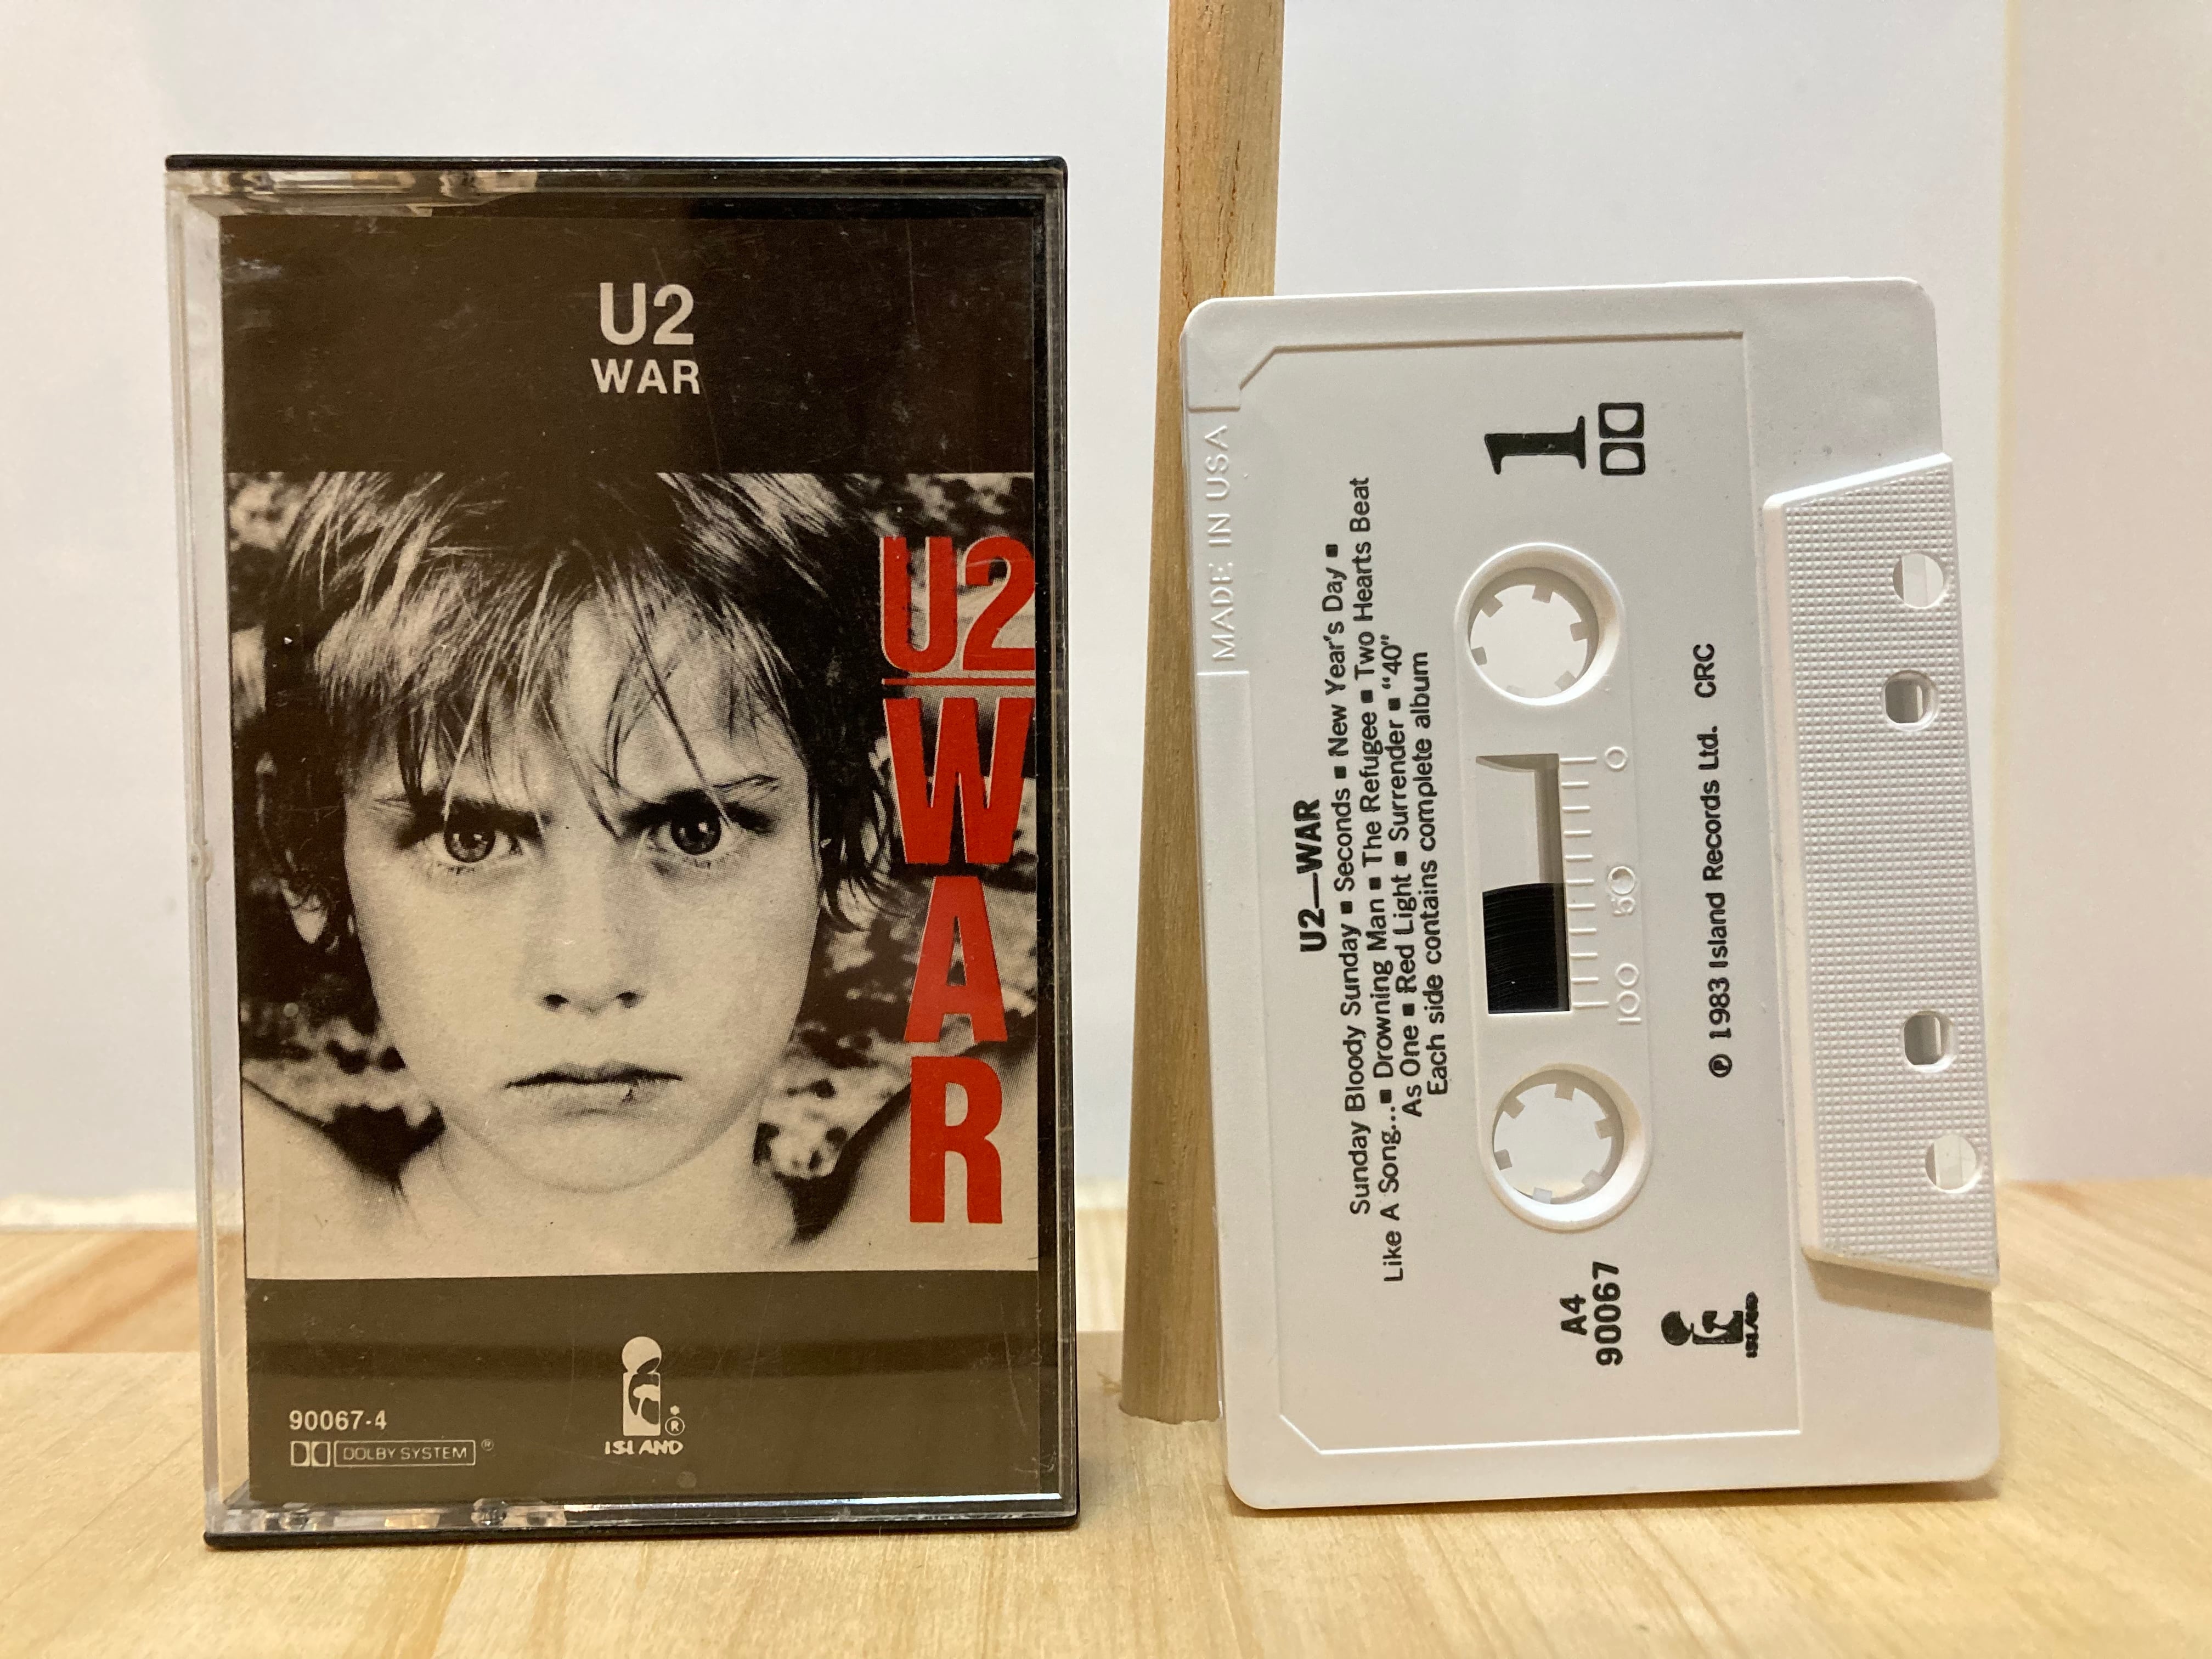 U2
WAR
U2
WAR
90067-4
DOLBY SYSTEM ®
®
ISLAND
MADE IN USA
U2—WAR
Sunday Bloody Sunday ■ Seconds ■ New Year's Day ■
Like A Song... ■ Drowning Man ■ The Refugee ■ Two Hearts Beat
As One ■ Red Light ■ Surrender ■ “40”
Each side contains complete album
1
A4
90067
100 50 0
℗ 1983 Island Records Ltd. CRC
ISLAND